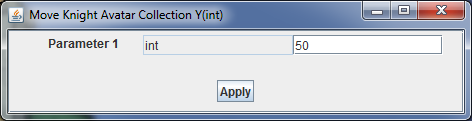 Move Knight Avatar Collection Y(int)
Parameter 1 int 50
Apply